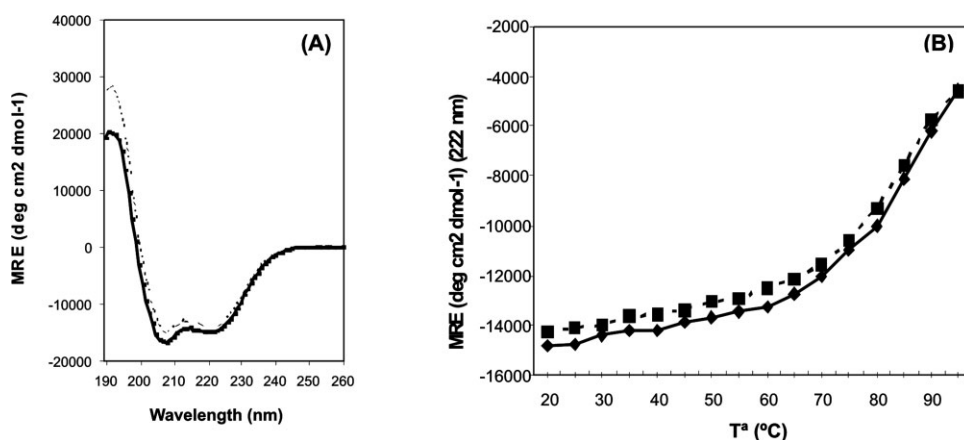 (A)
MRE (deg cm2 dmol-1)
40000
30000
20000
10000
0
-10000
-20000
190 200 210 220 230 240 250 260
Wavelength (nm)
(B)
MRE (deg cm2 dmol-1) (222 nm)
-2000
-4000
-6000
-8000
-10000
-12000
-14000
-16000
20 30 40 50 60 70 80 90
Tª (ºC)